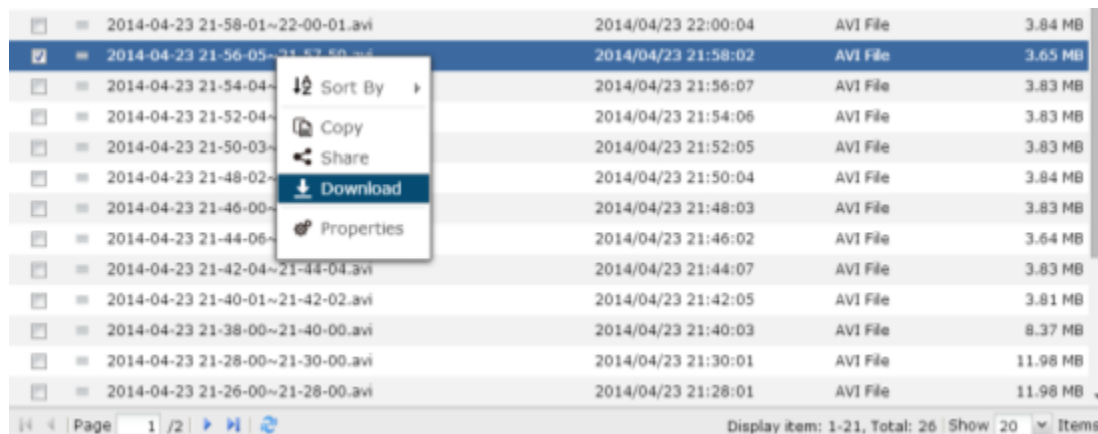 2014-04-23 21-58-01~22-00-01.avi 2014/04/23 22:00:04 AVI File 3.84 MB
2014-04-23 21-56-05~21-57-59.avi 2014/04/23 21:58:02 AVI File 3.65 MB
2014-04-23 21-54-04~ 2014/04/23 21:56:07 AVI File 3.83 MB
2014-04-23 21-52-04~ 2014/04/23 21:54:06 AVI File 3.83 MB
2014-04-23 21-50-03~ 2014/04/23 21:52:05 AVI File 3.83 MB
2014-04-23 21-48-02~ 2014/04/23 21:50:04 AVI File 3.84 MB
2014-04-23 21-46-00~ 2014/04/23 21:48:03 AVI File 3.83 MB
2014-04-23 21-44-06~ 2014/04/23 21:46:02 AVI File 3.64 MB
2014-04-23 21-42-04~21-44-04.avi 2014/04/23 21:44:07 AVI File 3.83 MB
2014-04-23 21-40-01~21-42-02.avi 2014/04/23 21:42:05 AVI File 3.81 MB
2014-04-23 21-38-00~21-40-00.avi 2014/04/23 21:40:03 AVI File 8.37 MB
2014-04-23 21-28-00~21-30-00.avi 2014/04/23 21:30:01 AVI File 11.98 MB
2014-04-23 21-26-00~21-28-00.avi 2014/04/23 21:28:01 AVI File 11.98 MB
Sort By
Copy
Share
Download
Properties
Page 1 /2 Display item: 1-21, Total: 26 Show 20 Items